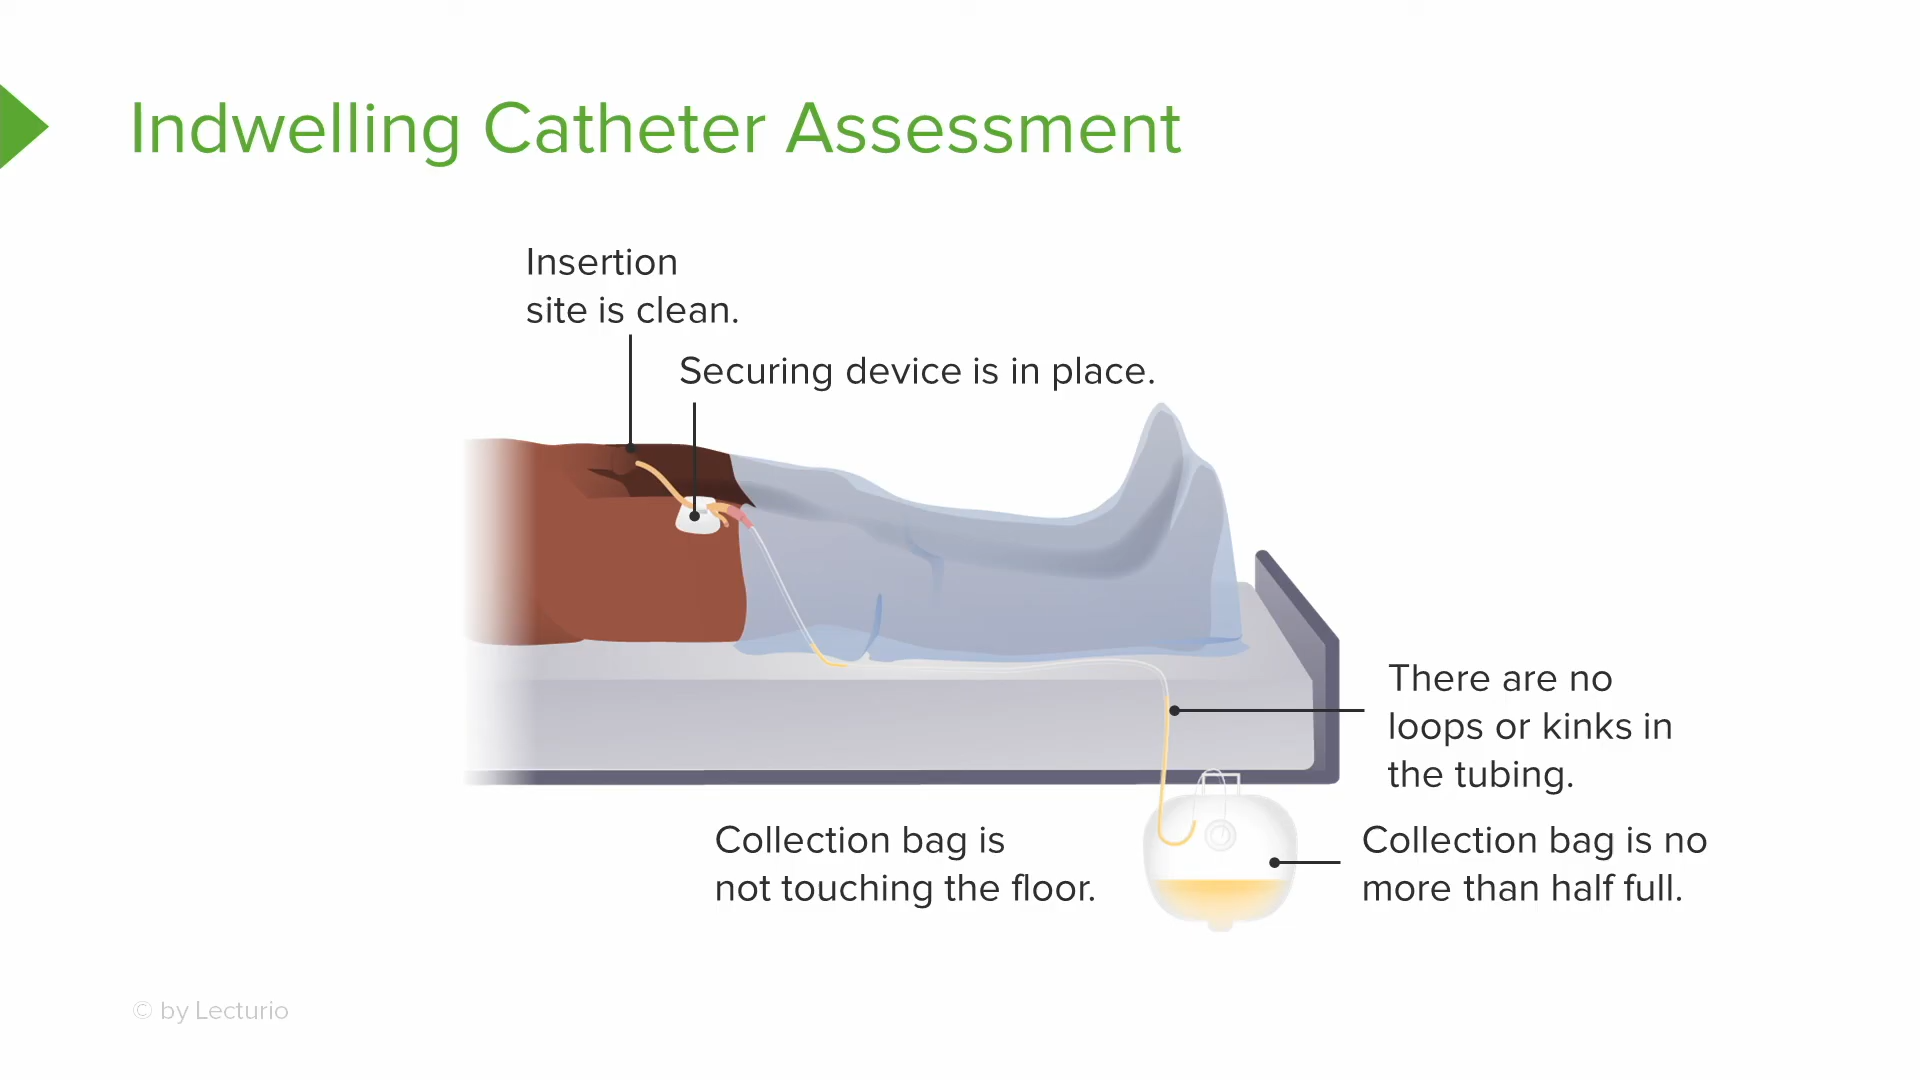 Indwelling Catheter Assessment
Insertion
site is clean.
Securing device is in place.
There are no
loops or kinks in
the tubing.
Collection bag is
not touching the floor.
Collection bag is no
more than half full.
© by Lecturio